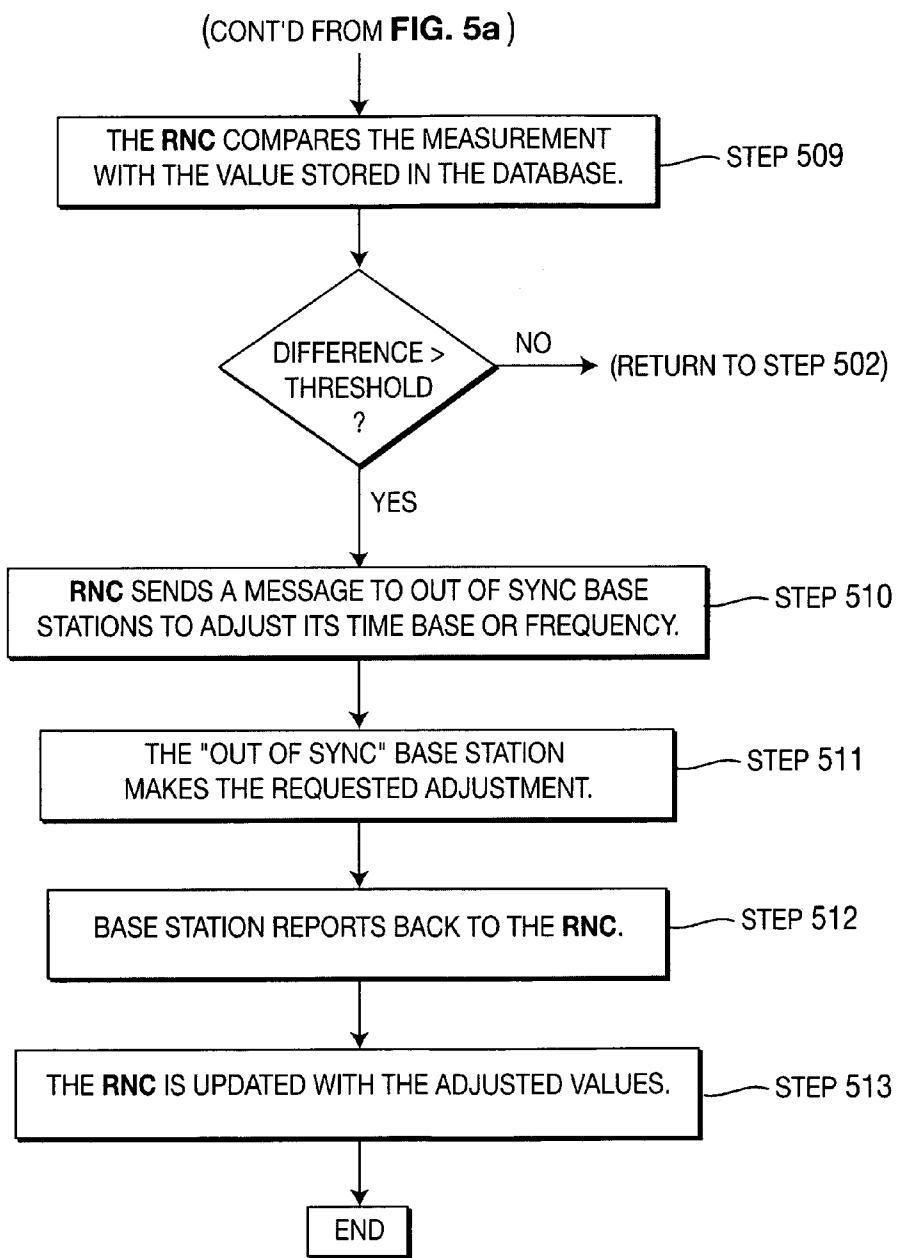 (CONT'D FROM FIG. 5a)
THE RNC COMPARES THE MEASUREMENT
WITH THE VALUE STORED IN THE DATABASE.
STEP 509
DIFFERENCE >
THRESHOLD
?
NO
(RETURN TO STEP 502)
YES
RNC SENDS A MESSAGE TO OUT OF SYNC BASE
STATIONS TO ADJUST ITS TIME BASE OR FREQUENCY.
STEP 510
THE "OUT OF SYNC" BASE STATION
MAKES THE REQUESTED ADJUSTMENT.
STEP 511
BASE STATION REPORTS BACK TO THE RNC.
STEP 512
THE RNC IS UPDATED WITH THE ADJUSTED VALUES.
STEP 513
END